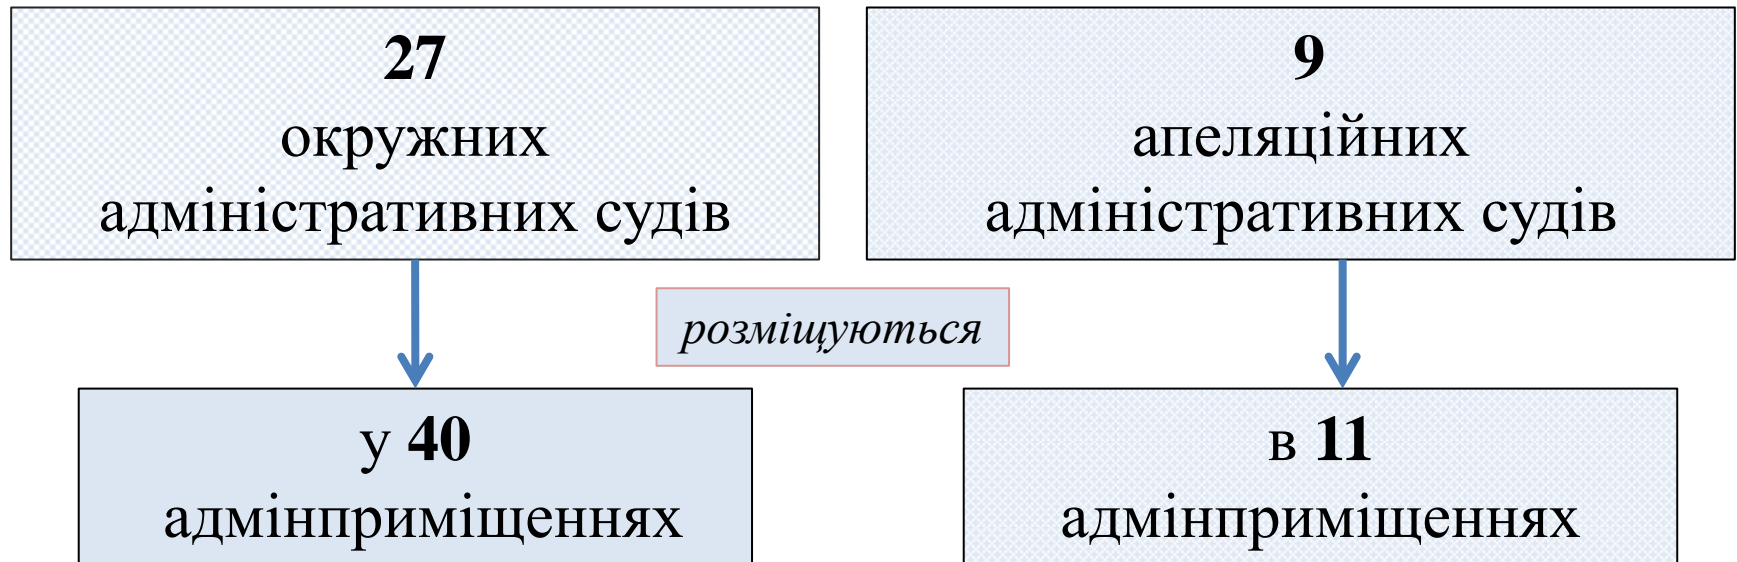 27
окружних
адміністративних судів
9
апеляційних
адміністративних судів
розміщуються
у 40
адмінприміщеннях
в 11
адмінприміщеннях